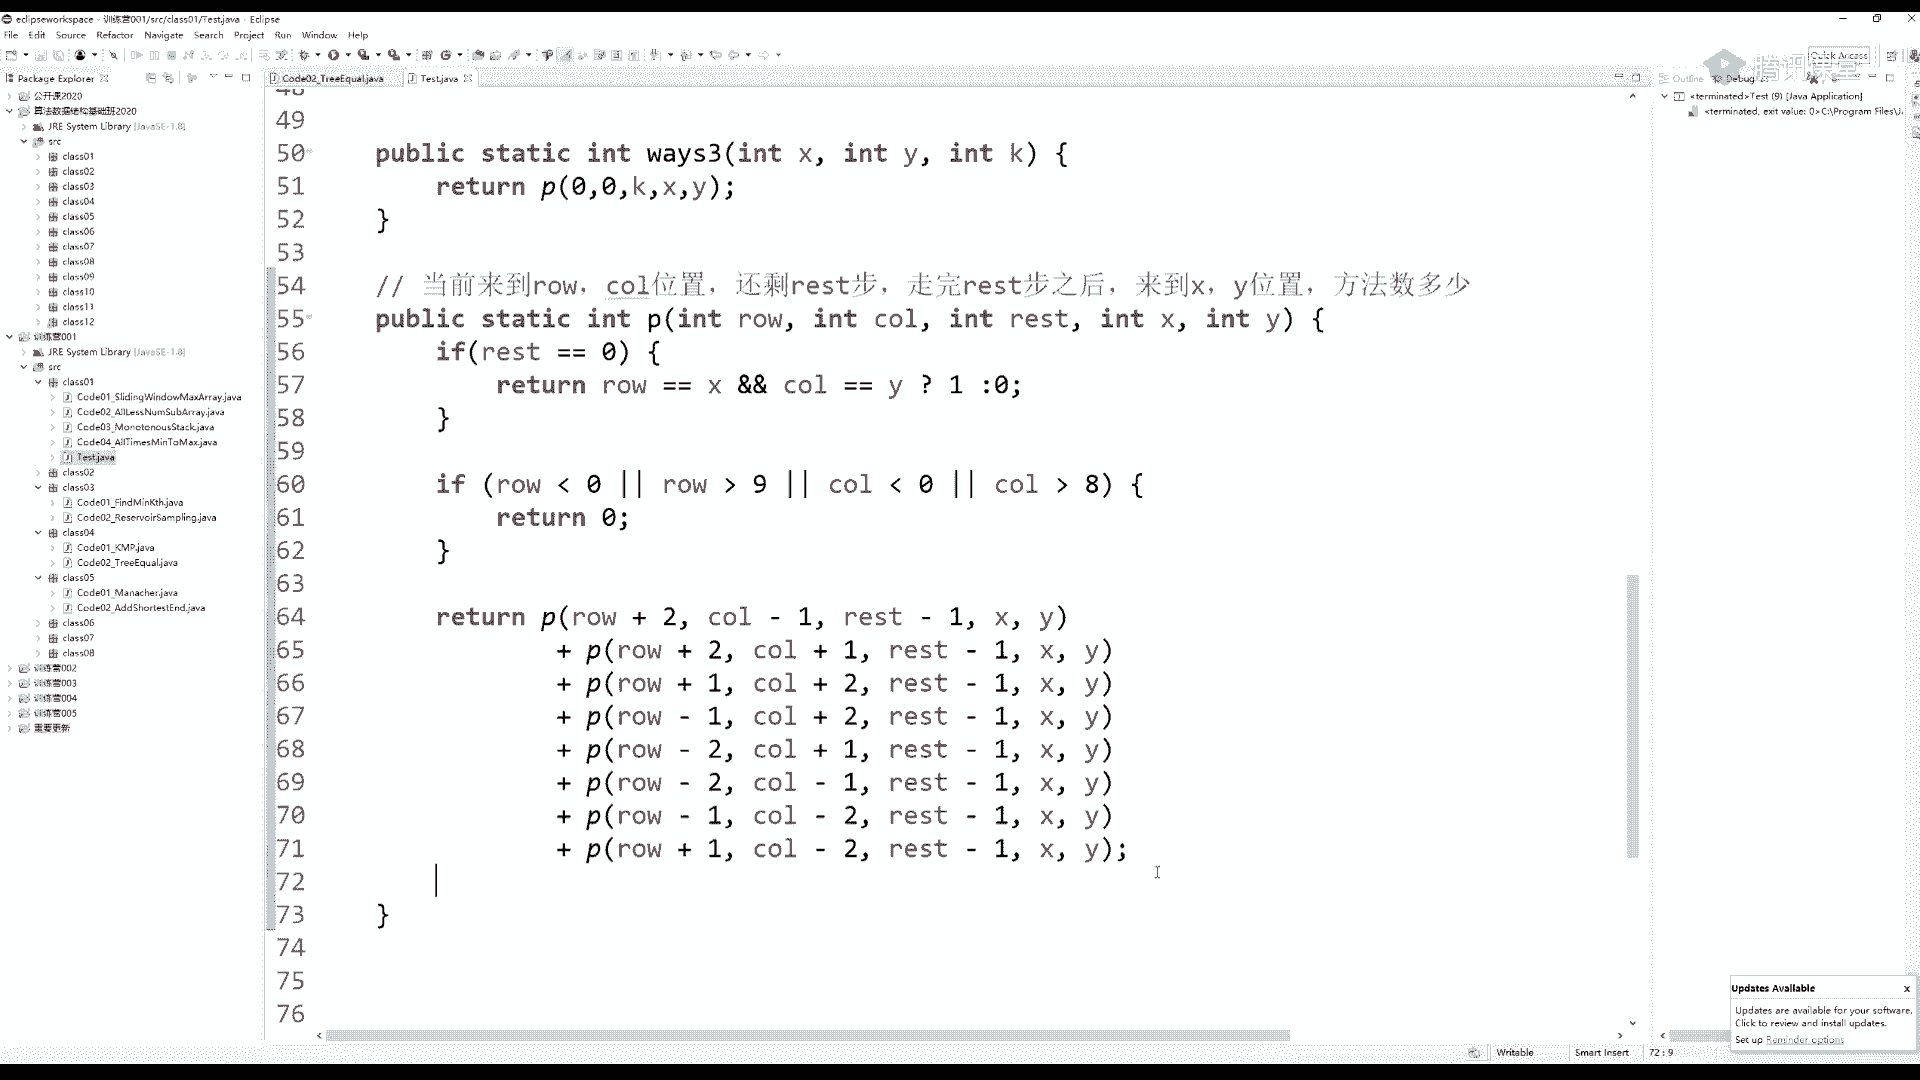 eclipseworkspace - 训练营001/src/class01/Test.java - Eclipse
File Edit Source Refactor Navigate Search Project Run Window Help
Quick Access
腾讯课堂
Package Explorer
Code02_TreeEqual.java
Test.java
Outline
Debug
公开课2020
算法数据结构基础班2020
JRE System Library [JavaSE-1.8]
src
class01
class02
class03
class04
class05
class06
class07
class08
class09
class10
class11
class12
训练营001
JRE System Library [JavaSE-1.8]
src
class01
Code01_SlidingWindowMaxArray.java
Code02_AllLessNumSubArray.java
Code03_MonotonousStack.java
Code04_AllTimesMinToMax.java
Test.java
class02
class03
Code01_FindMinKth.java
Code02_ReservoirSampling.java
class04
Code01_KMP.java
Code02_TreeEqual.java
class05
Code01_Manacher.java
Code02_AddShortestEnd.java
class06
class07
class08
训练营002
训练营003
训练营004
训练营005
重要更新
48
49
50 public static int ways3(int x, int y, int k) {
51 return p(0,0,k,x,y);
52 }
53
54 // 当前来到row，col位置，还剩rest步，走完rest步之后，来到x，y位置，方法数多少
55 public static int p(int row, int col, int rest, int x, int y) {
56 if(rest == 0) {
57 return row == x && col == y ? 1 :0;
58 }
59
60 if (row < 0 || row > 9 || col < 0 || col > 8) {
61 return 0;
62 }
63
64 return p(row + 2, col - 1, rest - 1, x, y)
65 + p(row + 2, col + 1, rest - 1, x, y)
66 + p(row + 1, col + 2, rest - 1, x, y)
67 + p(row - 1, col + 2, rest - 1, x, y)
68 + p(row - 2, col + 1, rest - 1, x, y)
69 + p(row - 2, col - 1, rest - 1, x, y)
70 + p(row - 1, col - 2, rest - 1, x, y)
71 + p(row + 1, col - 2, rest - 1, x, y);
72
73 }
74
75
76
<terminated>Test (9) [Java Application]
<terminated, exit value: 0>C:\Program Files\J
Updates Available x
Updates are available for your software.
Click to review and install updates.
Set up Reminder options
Writable Smart Insert 72 : 9